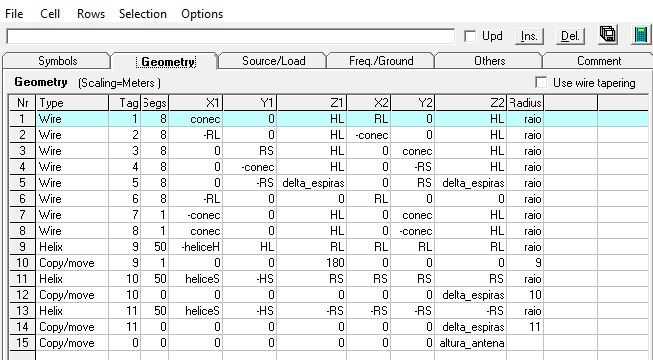 File Cell Rows Selection Options
Upd Ins. Del.
Symbols Geometry Source/Load Freq./Ground Others Comment
Geometry (Scaling=Meters ) Use wire tapering
Nr Type Tag Segs X1 Y1 Z1 X2 Y2 Z2 Radius
1 Wire 1 8 conec 0 HL RL 0 HL raio
2 Wire 2 8 -RL 0 HL -conec 0 HL raio
3 Wire 3 8 0 RS HL 0 conec HL raio
4 Wire 4 8 0 -conec HL 0 -RS HL raio
5 Wire 5 8 0 -RS delta_espiras 0 RS delta_espiras raio
6 Wire 6 8 -RL 0 0 RL 0 0 raio
7 Wire 7 1 -conec 0 HL 0 conec HL raio
8 Wire 8 1 conec 0 HL 0 -conec HL raio
9 Helix 9 50 -heliceH HL RL RL RL RL raio
10 Copy/move 9 1 0 0 180 0 0 0 9
11 Helix 10 50 heliceS -HS RS RS RS RS raio
12 Copy/move 10 0 0 0 0 0 0 delta_espiras 10
13 Helix 11 50 heliceS -HS -RS -RS -RS -RS raio
14 Copy/move 11 0 0 0 0 0 0 delta_espiras 11
15 Copy/move 0 0 0 0 0 0 0 altura_antena